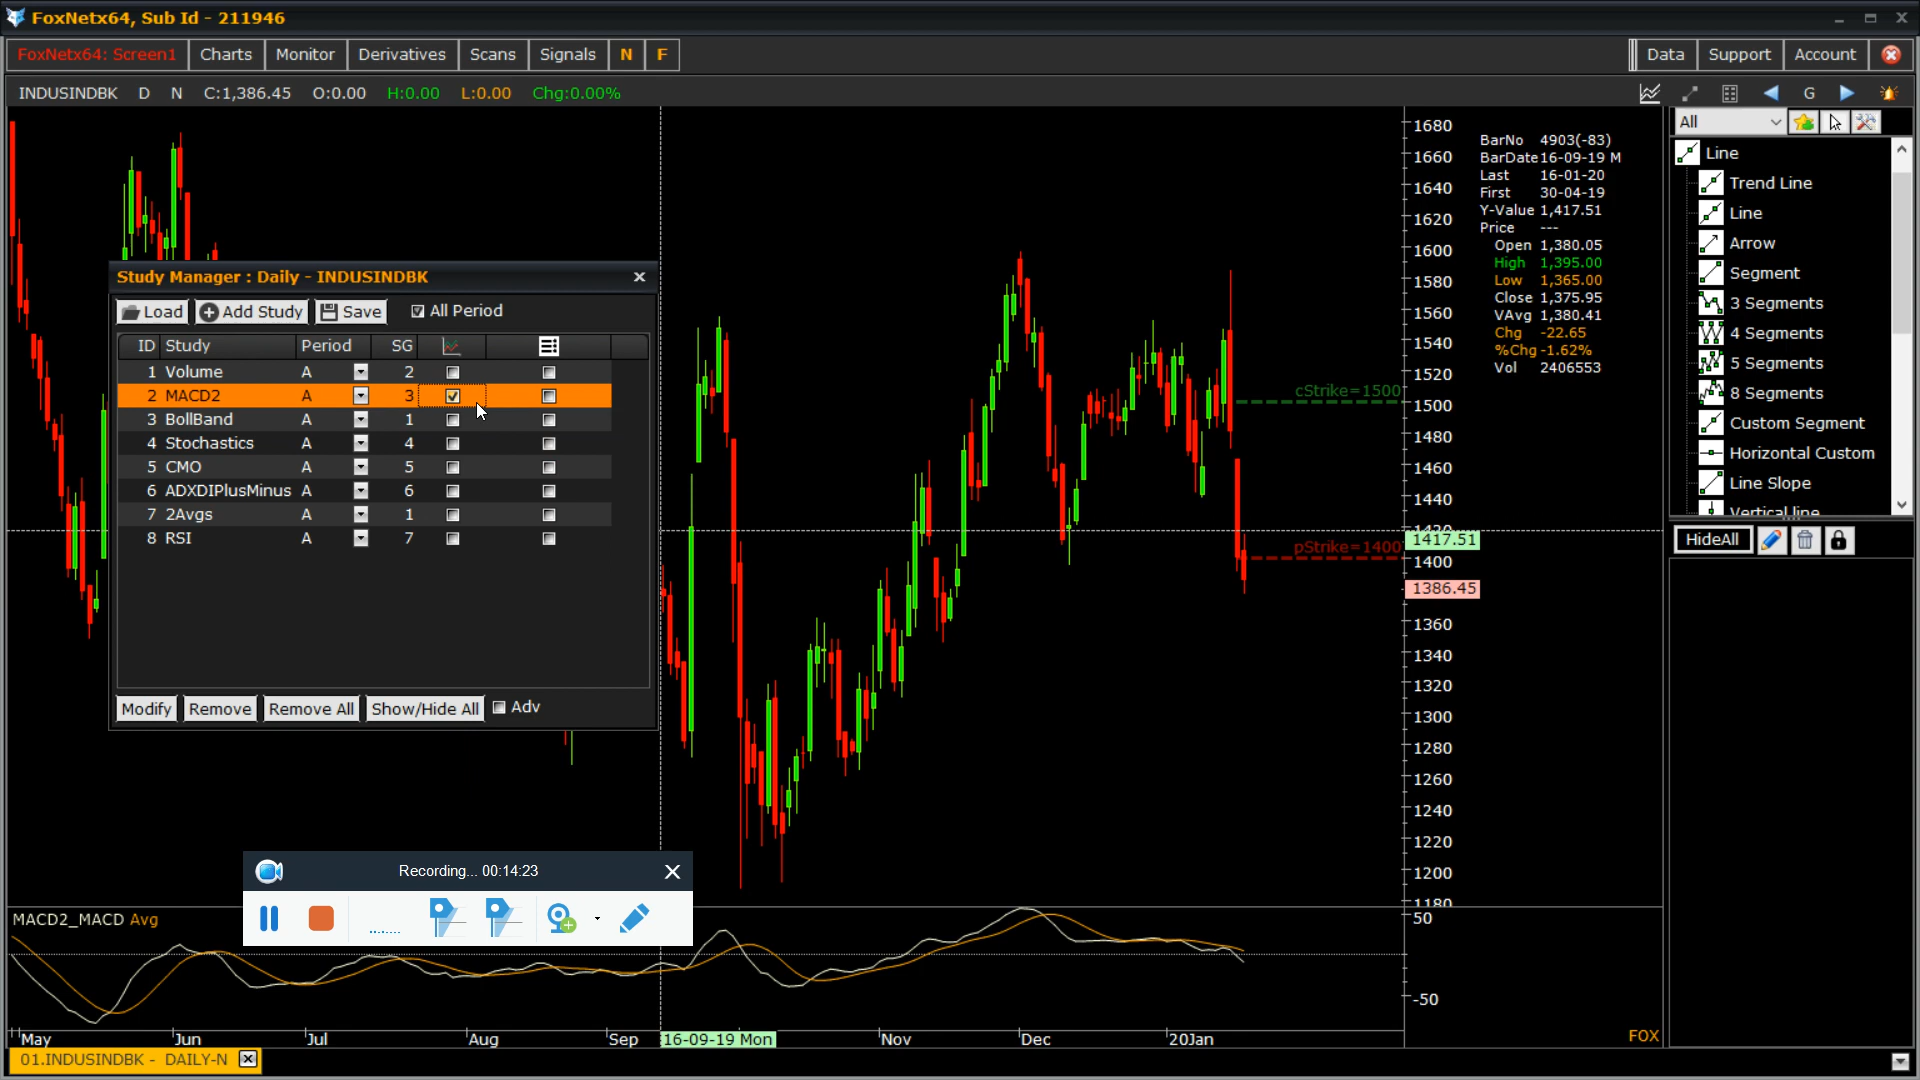 FoxNetx64, Sub Id - 211946
FoxNetx64: Screen1 Charts Monitor Derivatives Scans Signals N F Data Support Account
INDUSINDBK D N C:1,386.45 O:0.00 H:0.00 L:0.00 Chg:0.00% G
All
Line
Trend Line
Line
Arrow
Segment
3 Segments
4 Segments
5 Segments
8 Segments
Custom Segment
Horizontal Custom
Line Slope
Vertical line
HideAll
BarNo 4903(-83)
BarDate 16-09-19 M
Last 16-01-20
First 30-04-19
Y-Value 1,417.51
Price ---
Open 1,380.05
High 1,395.00
Low 1,365.00
Close 1,375.95
VAvg 1,380.41
Chg -22.65
%Chg -1.62%
Vol 2406553
1680
1660
1640
1620
1600
1580
1560
1540
1520
1500
1480
1460
1440
1420
1417.51
1400
1386.45
1360
1340
1320
1300
1280
1260
1240
1220
1200
1180
cStrike=1500
pStrike=1400
Study Manager : Daily - INDUSINDBK
Load Add Study Save All Period
ID Study Period SG
1 Volume A 2
2 MACD2 A 3
3 BollBand A 1
4 Stochastics A 4
5 CMO A 5
6 ADXDIPlusMinus A 6
7 2Avgs A 1
8 RSI A 7
Modify Remove Remove All Show/Hide All Adv
Recording... 00:14:23
MACD2_MACD Avg
50
-50
May Jun Jul Aug Sep 16-09-19 Mon Nov Dec 20Jan
FOX
01.INDUSINDBK - DAILY-N